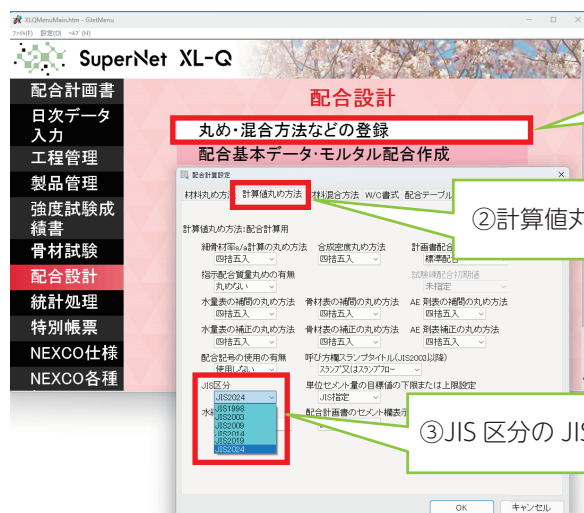 XLQMenuMain.htm - GletMenu
ファイル(F) 設定(D) ヘルプ(H)
SuperNet XL-Q
配合計画書
日次データ
入力
工程管理
製品管理
強度試験成
績書
骨材試験
配合設計
統計処理
特別帳票
NEXCO仕様
NEXCO各種
配合設計
丸め・混合方法などの登録
配合基本データ・モルタル配合作成
配合計算設定
材料丸め方法 計算値丸め方法 材料混合方法 W/C書式 配合テーブル
②計算値丸
計算値丸め方法:配合計算用
細骨材率s/a計算の丸め方法 合成密度丸め方法 計画書配合
四捨五入 四捨五入 標準配合
指示配合質量丸めの有無 試験練配合初期値
丸めない 未指定
水量表の補間の丸め方法 骨材表の補間の丸め方法 AE 剤表の補間の丸め方法
四捨五入 四捨五入 四捨五入
水量表の補正の丸め方法 骨材表の補正の丸め方法 AE 剤表補正の丸め方法
四捨五入 四捨五入 四捨五入
配合記号の使用の有無 呼び方欄スランプタイトル(JIS2003以降)
使用しない スランプ又はスランプフロー
JIS区分 単位セメント量の目標値の下限または上限設定
JIS2024 JIS指定
水 配合計画書のセメント欄表示
JIS1998
JIS2003
JIS2009
JIS2014
JIS2019
JIS2024
③JIS 区分の JIS
OK キャンセル